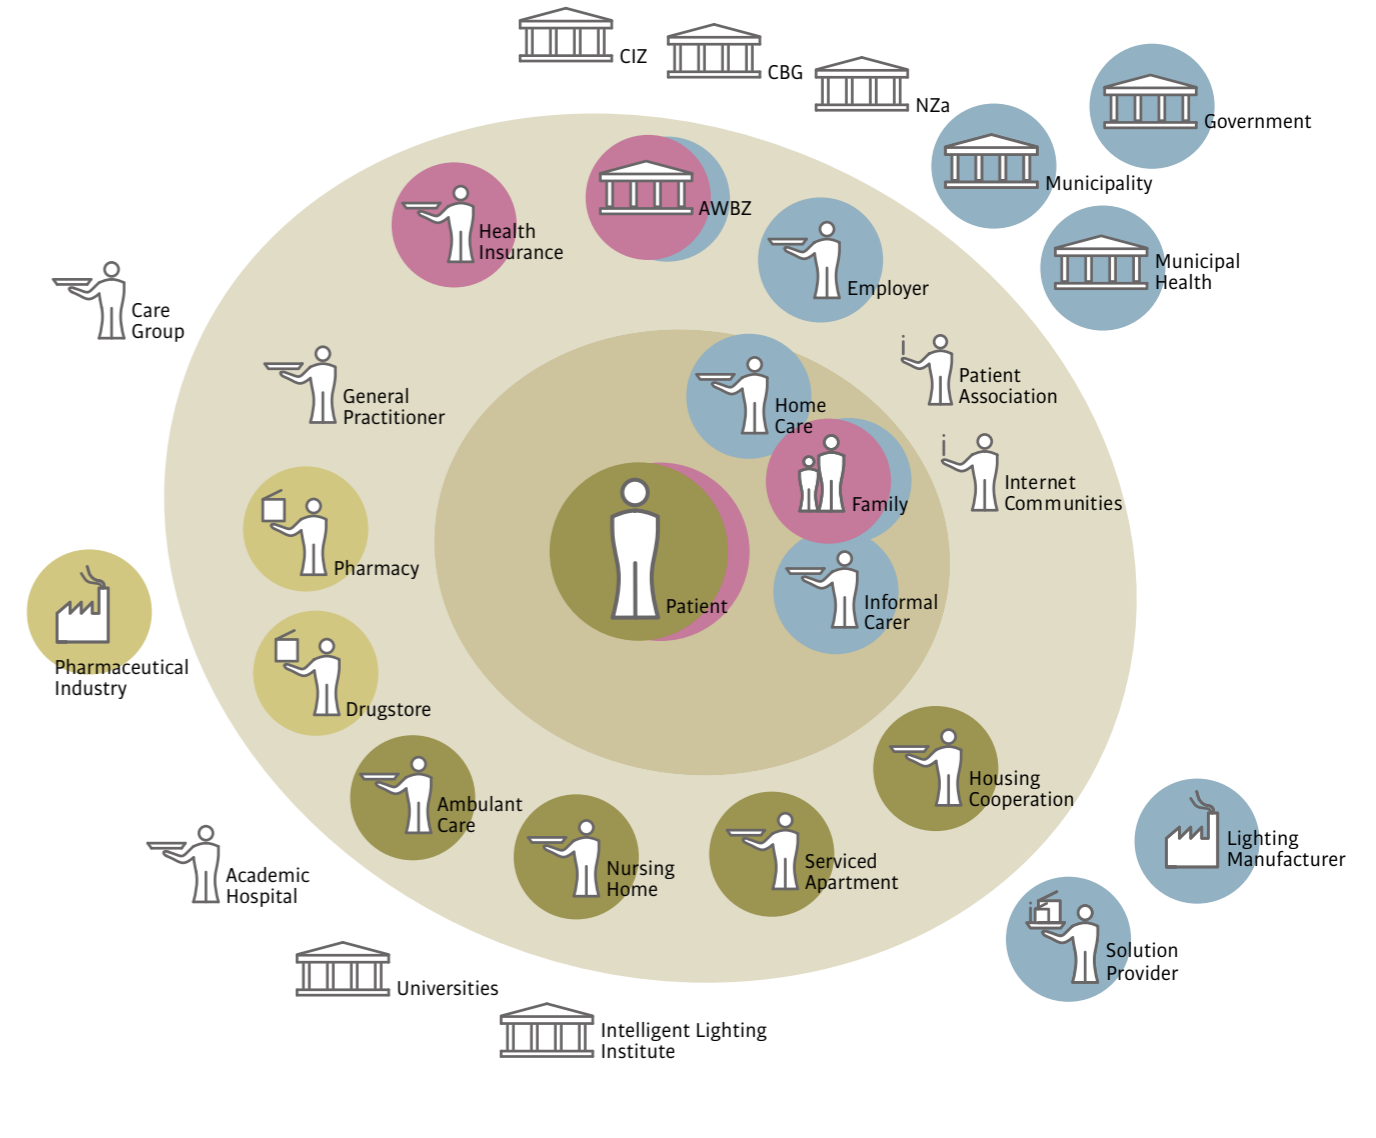 CIZ
CBG
NZa
Government
Municipality
AWBZ
Health
Insurance
Municipal
Health
Employer
Care
Group
General
Practitioner
Patient
Association
Home
Care
Internet
Communities
Family
Pharmacy
Patient
Informal
Carer
Pharmaceutical
Industry
Drugstore
Housing
Cooperation
Ambulant
Care
Lighting
Manufacturer
Serviced
Apartment
Nursing
Home
Academic
Hospital
Solution
Provider
Universities
Intelligent Lighting
Institute